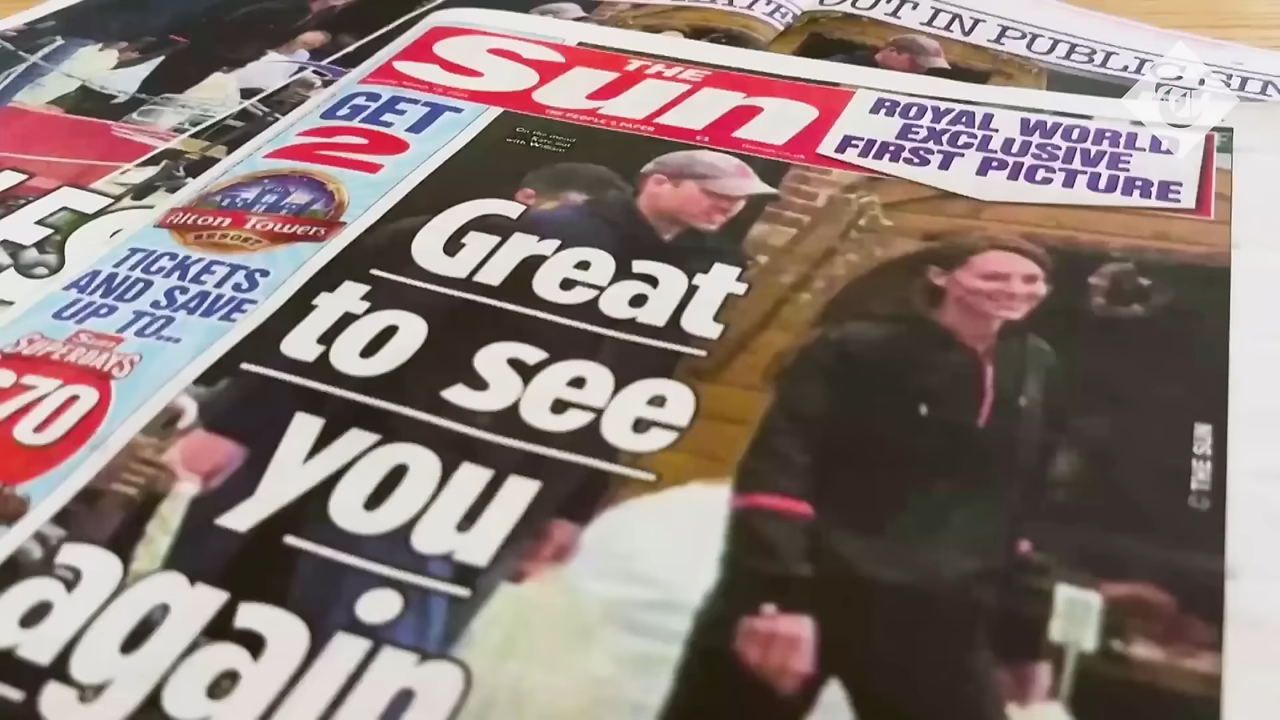 OUT IN PUBLIC
THE
Sun
THE PEOPLE'S PAPER
GET
2
Alton Towers
RESORT
TICKETS
AND SAVE
UP TO...
Sun
SUPERDAYS
£70
ROYAL WORLD
EXCLUSIVE
FIRST PICTURE
On the mend
Kate out
with William
Great
to see
you
again
© THE SUN